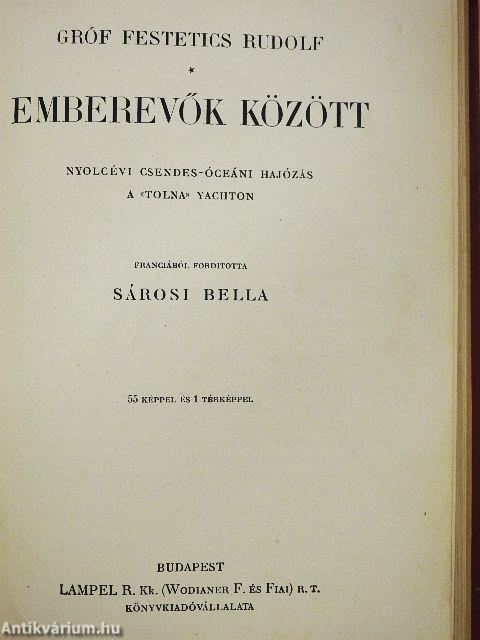 GRÓF FESTETICS RUDOLF
*
EMBEREVŐK KÖZÖTT
NYOLCÉVI CSENDES-ÓCEÁNI HAJÓZÁS
A «TOLNA» YACHTON
FRANCIÁBÓL FORDITOTTA
SÁROSI BELLA
55 KÉPPEL ÉS 1 TÉRKÉPPEL
BUDAPEST
LAMPEL R. KK. (WODIANER F. ÉS FIAI) R. T.
KÖNYVKIADÓVÁLLALATA
Antikvárium.hu